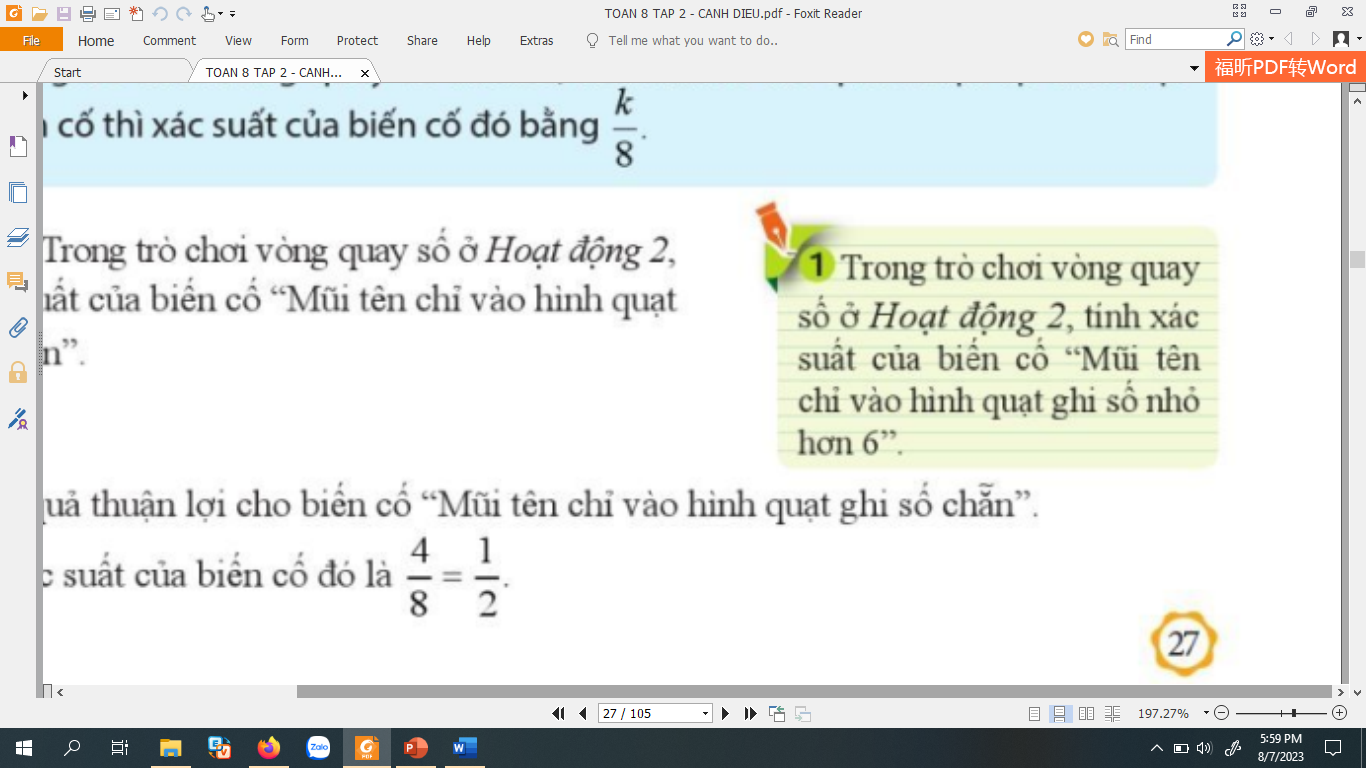 TOAN 8 TAP 2 - CANH DIEU.pdf - Foxit Reader
File Home Comment View Form Protect Share Help Extras Tell me what you want to do.. Find
Start TOAN 8 TAP 2 - CANH... 福昕PDF转Word
cố thì xác suất của biến cố đó bằng k/8.
Trong trò chơi vòng quay số ở Hoạt động 2,
của biến cố “Mũi tên chỉ vào hình quạt
n”.
1 Trong trò chơi vòng quay
số ở Hoạt động 2, tính xác
suất của biến cố “Mũi tên
chỉ vào hình quạt ghi số nhỏ
hơn 6”.
thuận lợi cho biến cố “Mũi tên chỉ vào hình quạt ghi số chẵn”.
suất của biến cố đó là 4/8 = 1/2.
27
27 / 105 197.27%
Zalo
5:59 PM
8/7/2023